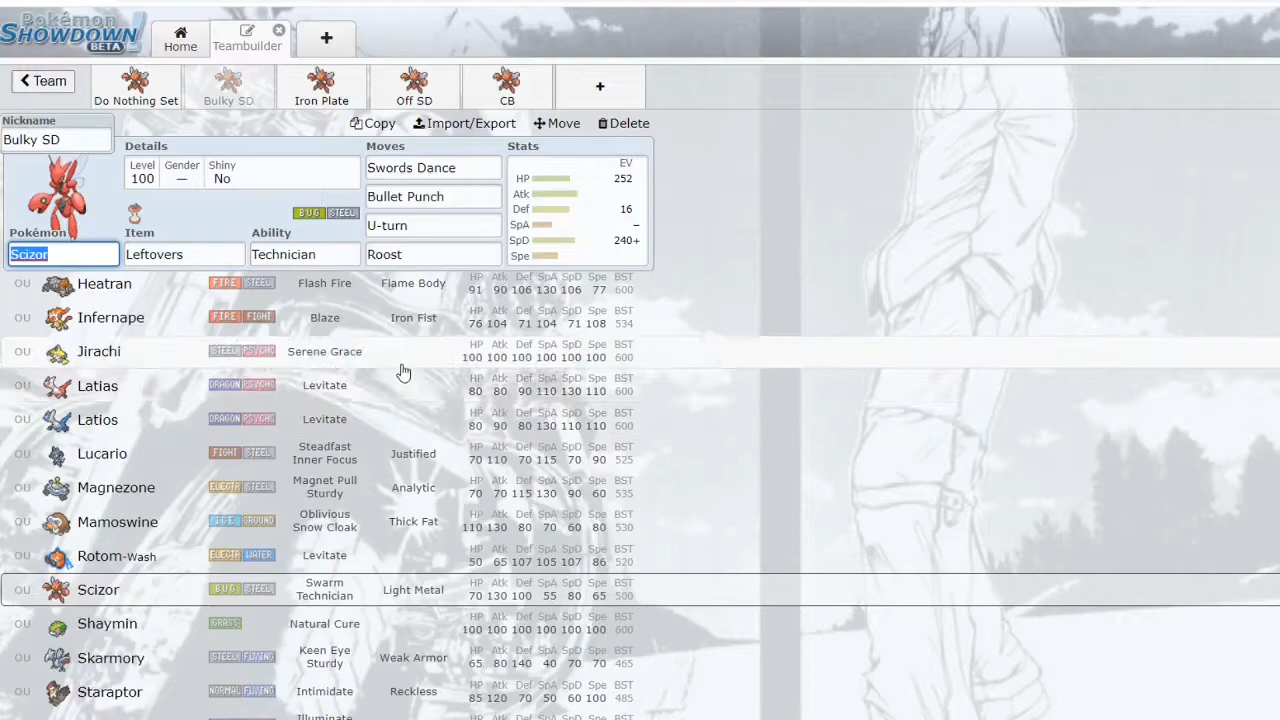 Pokémon
SHOWDOWN!
BETA
Home
Teambuilder
+
< Team
Do Nothing Set
Bulky SD
Iron Plate
Off SD
CB
+
Nickname
Bulky SD
Copy Import/Export Move Delete
Details
Level Gender Shiny
100 — No
Moves
Swords Dance
Bullet Punch
U-turn
Roost
Stats
EV
HP 252
Atk
Def 16
SpA –
SpD 240+
Spe
BUG STEEL
Pokémon
Scizor
Item
Leftovers
Ability
Technician
OU Heatran FIRE STEEL Flash Fire Flame Body HP 91 Atk 90 Def 106 SpA 130 SpD 106 Spe 77 BST 600
OU Infernape FIRE FIGHT Blaze Iron Fist HP 76 Atk 104 Def 71 SpA 104 SpD 71 Spe 108 BST 534
OU Jirachi STEEL PSYCHC Serene Grace HP 100 Atk 100 Def 100 SpA 100 SpD 100 Spe 100 BST 600
OU Latias DRAGON PSYCHC Levitate HP 80 Atk 80 Def 90 SpA 110 SpD 130 Spe 110 BST 600
OU Latios DRAGON PSYCHC Levitate HP 80 Atk 90 Def 80 SpA 130 SpD 110 Spe 110 BST 600
OU Lucario FIGHT STEEL Steadfast Inner Focus Justified HP 70 Atk 110 Def 70 SpA 115 SpD 70 Spe 90 BST 525
OU Magnezone ELECTR STEEL Magnet Pull Sturdy Analytic HP 70 Atk 70 Def 115 SpA 130 SpD 90 Spe 60 BST 535
OU Mamoswine ICE GROUND Oblivious Snow Cloak Thick Fat HP 110 Atk 130 Def 80 SpA 70 SpD 60 Spe 80 BST 530
OU Rotom-Wash ELECTR WATER Levitate HP 50 Atk 65 Def 107 SpA 105 SpD 107 Spe 86 BST 520
OU Scizor BUG STEEL Swarm Technician Light Metal HP 70 Atk 130 Def 100 SpA 55 SpD 80 Spe 65 BST 500
OU Shaymin GRASS Natural Cure HP 100 Atk 100 Def 100 SpA 100 SpD 100 Spe 100 BST 600
OU Skarmory STEEL FLYING Keen Eye Sturdy Weak Armor HP 65 Atk 80 Def 140 SpA 40 SpD 70 Spe 70 BST 465
OU Staraptor NORMAL FLYING Intimidate Reckless HP 85 Atk 120 Def 70 SpA 50 SpD 60 Spe 100 BST 485
Illuminate HP Atk Def SpA SpD Spe BST